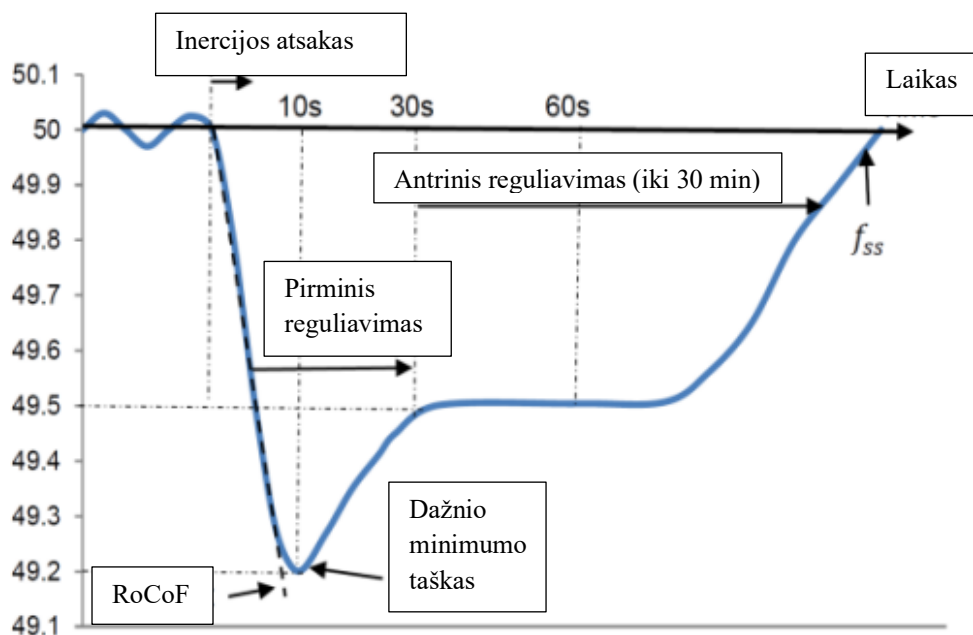 Inercijos atsakas
50.1
Laikas
10s 30s 60s
50
49.9
Antrinis reguliavimas (iki 30 min)
49.8
fss
49.7
Pirminis
reguliavimas
49.6
49.5
49.4
49.3
Dažnio
minimumo
taškas
49.2
RoCoF
49.1